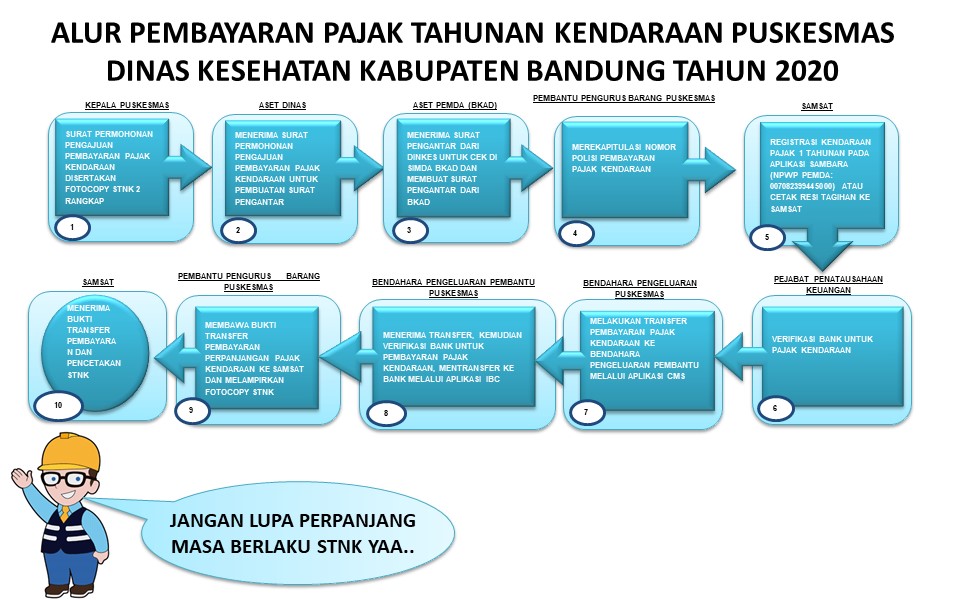 ALUR PEMBAYARAN PAJAK TAHUNAN KENDARAAN PUSKESMAS
DINAS KESEHATAN KABUPATEN BANDUNG TAHUN 2020
KEPALA PUSKESMAS
SURAT PERMOHONAN
PENGAJUAN
PEMBAYARAN PAJAK
KENDARAAN
DISERTAKAN
FOTOCOPY STNK 2
RANGKAP
1
ASET DINAS
MENERIMA SURAT
PERMOHONAN
PENGAJUAN
PEMBAYARAN PAJAK
KENDARAAN UNTUK
PEMBUATAN SURAT
PENGANTAR
2
ASET PEMDA (BKAD)
MENERIMA SURAT
PENGANTAR DARI
DINKES UNTUK CEK DI
SIMDA BKAD DAN
MEMBUAT SURAT
PENGANTAR DARI
BKAD
3
PEMBANTU PENGURUS BARANG PUSKESMAS
MEREKAPITULASI NOMOR
POLISI PEMBAYARAN
PAJAK KENDARAAN
4
SAMSAT
REGISTRASI KENDARAAN
PAJAK 1 TAHUNAN PADA
APLIKASI SAMBARA
(NPWP PEMDA:
007082399445000) ATAU
CETAK RESI TAGIHAN KE
SAMSAT
5
PEJABAT PENATAUSAHAAN
KEUANGAN
VERIFIKASI BANK UNTUK
PAJAK KENDARAAN
6
BENDAHARA PENGELUARAN
PUSKESMAS
MELAKUKAN TRANSFER
PEMBAYARAN PAJAK
KENDARAAN KE
BENDAHARA
PENGELUARAN PEMBANTU
MELALUI APLIKASI CMS
7
BENDAHARA PENGELUARAN PEMBANTU
PUSKESMAS
MENERIMA TRANSFER, KEMUDIAN
VERIFIKASI BANK UNTUK
PEMBAYARAN PAJAK
KENDARAAN, MENTRANSFER KE
BANK MELALUI APLIKASI IBC
8
PEMBANTU PENGURUS BARANG
PUSKESMAS
MEMBAWA BUKTI
TRANSFER
PEMBAYARAN
PERPANJANGAN PAJAK
KENDARAAN KE SAMSAT
DAN MELAMPIRKAN
FOTOCOPY STNK
9
SAMSAT
MENERIMA
BUKTI
TRANSFER
PEMBAYARA
N DAN
PENCETAKAN
STNK
10
JANGAN LUPA PERPANJANG
MASA BERLAKU STNK YAA..